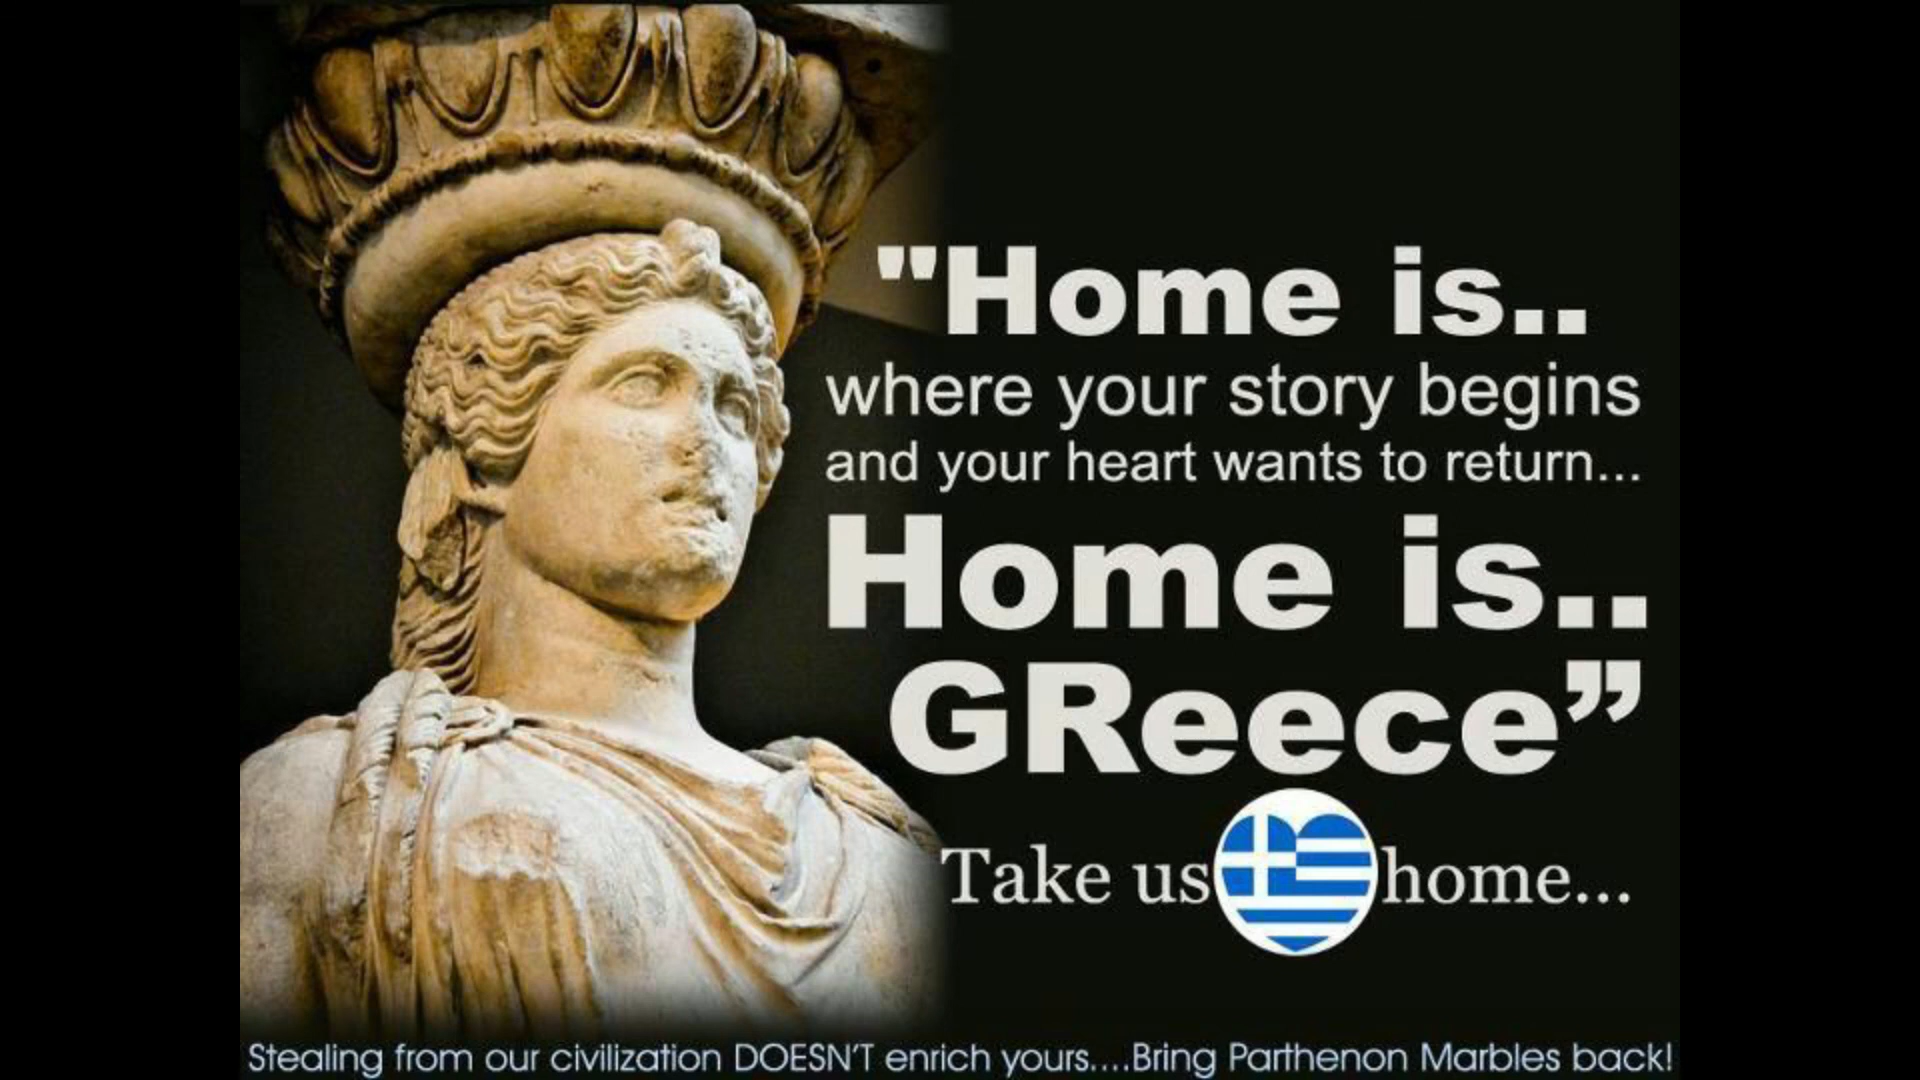 "Home is..
where your story begins
and your heart wants to return...
Home is..
GReece”
Take us home...
Stealing from our civilization DOESN'T enrich yours....Bring Parthenon Marbles back!